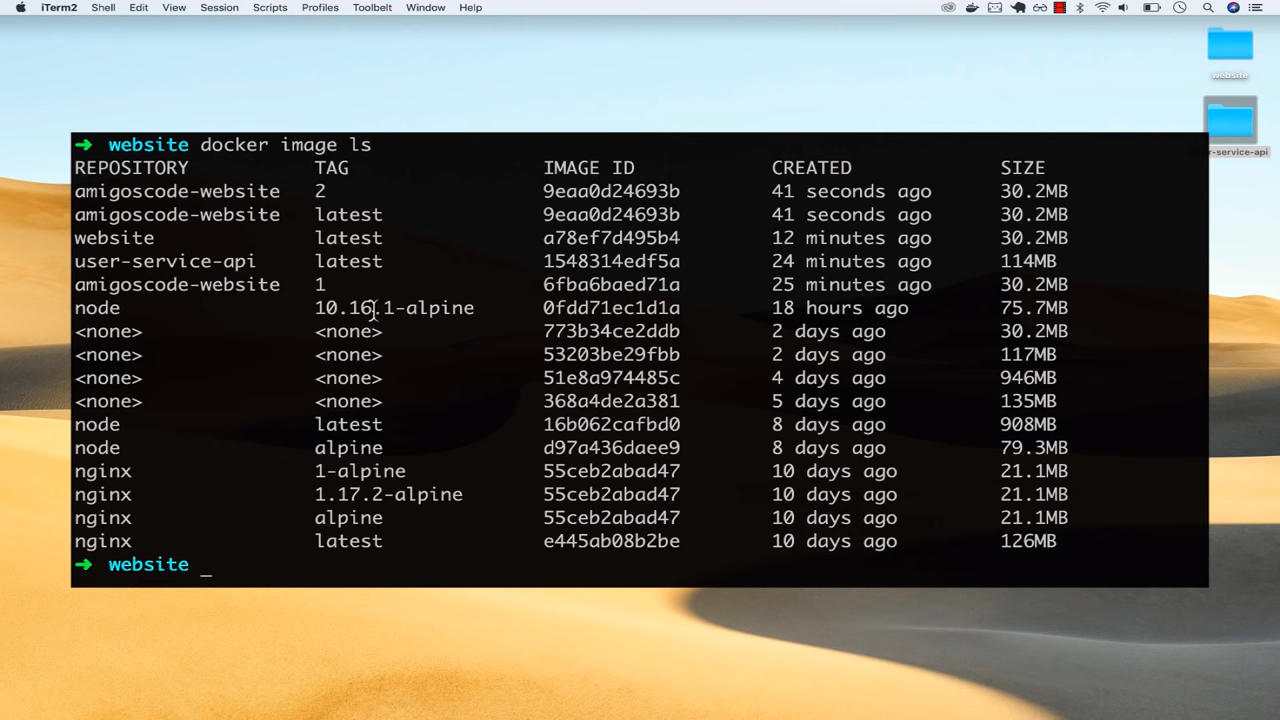 iTerm2 Shell Edit View Session Scripts Profiles Toolbelt Window Help
website
r-service-api
➜ website docker image ls
REPOSITORY TAG IMAGE ID CREATED SIZE
amigoscode-website 2 9eaa0d24693b 41 seconds ago 30.2MB
amigoscode-website latest 9eaa0d24693b 41 seconds ago 30.2MB
website latest a78ef7d495b4 12 minutes ago 30.2MB
user-service-api latest 1548314edf5a 24 minutes ago 114MB
amigoscode-website 1 6fba6baed71a 25 minutes ago 30.2MB
node 10.16.1-alpine 0fdd71ec1d1a 18 hours ago 75.7MB
<none> <none> 773b34ce2ddb 2 days ago 30.2MB
<none> <none> 53203be29fbb 2 days ago 117MB
<none> <none> 51e8a974485c 4 days ago 946MB
<none> <none> 368a4de2a381 5 days ago 135MB
node latest 16b062cafbd0 8 days ago 908MB
node alpine d97a436daee9 8 days ago 79.3MB
nginx 1-alpine 55ceb2abad47 10 days ago 21.1MB
nginx 1.17.2-alpine 55ceb2abad47 10 days ago 21.1MB
nginx alpine 55ceb2abad47 10 days ago 21.1MB
nginx latest e445ab08b2be 10 days ago 126MB
➜ website _